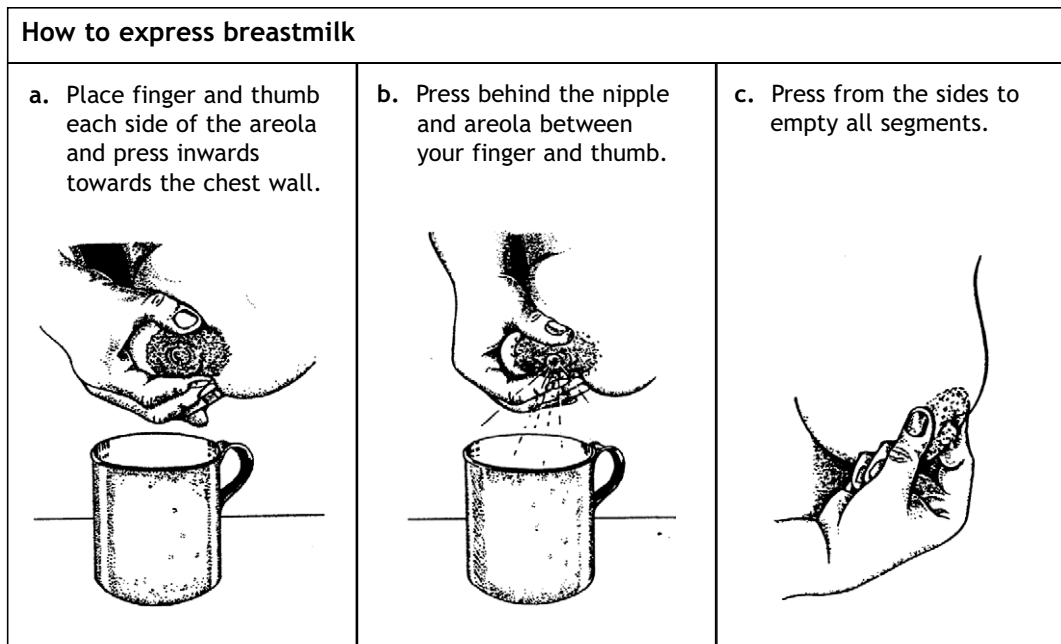 How to express breastmilk
a. Place finger and thumb
each side of the areola
and press inwards
towards the chest wall.
b. Press behind the nipple
and areola between
your finger and thumb.
c. Press from the sides to
empty all segments.